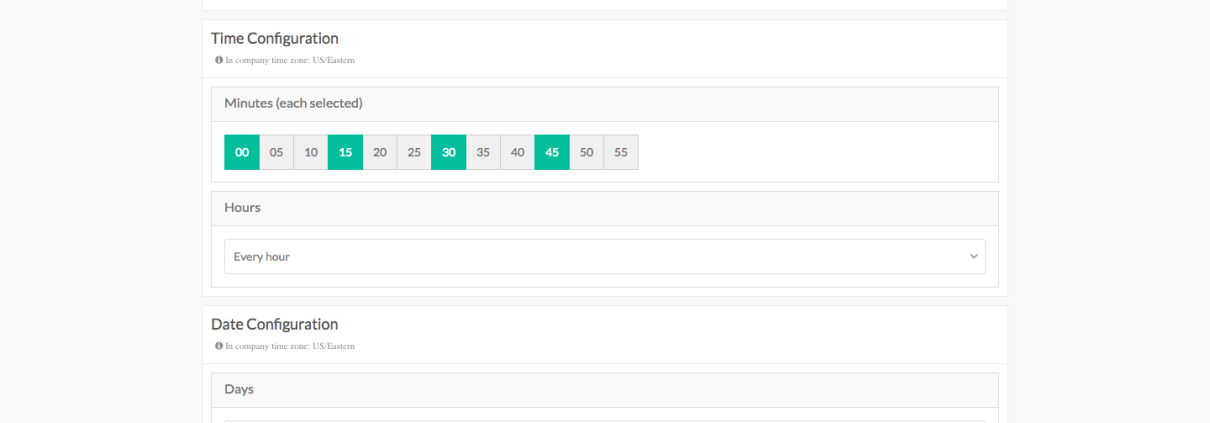 Time Configuration
In company time zone: US/Eastern
Minutes (each selected)
00 05 10 15 20 25 30 35 40 45 50 55
Hours
Every hour
Date Configuration
In company time zone: US/Eastern
Days